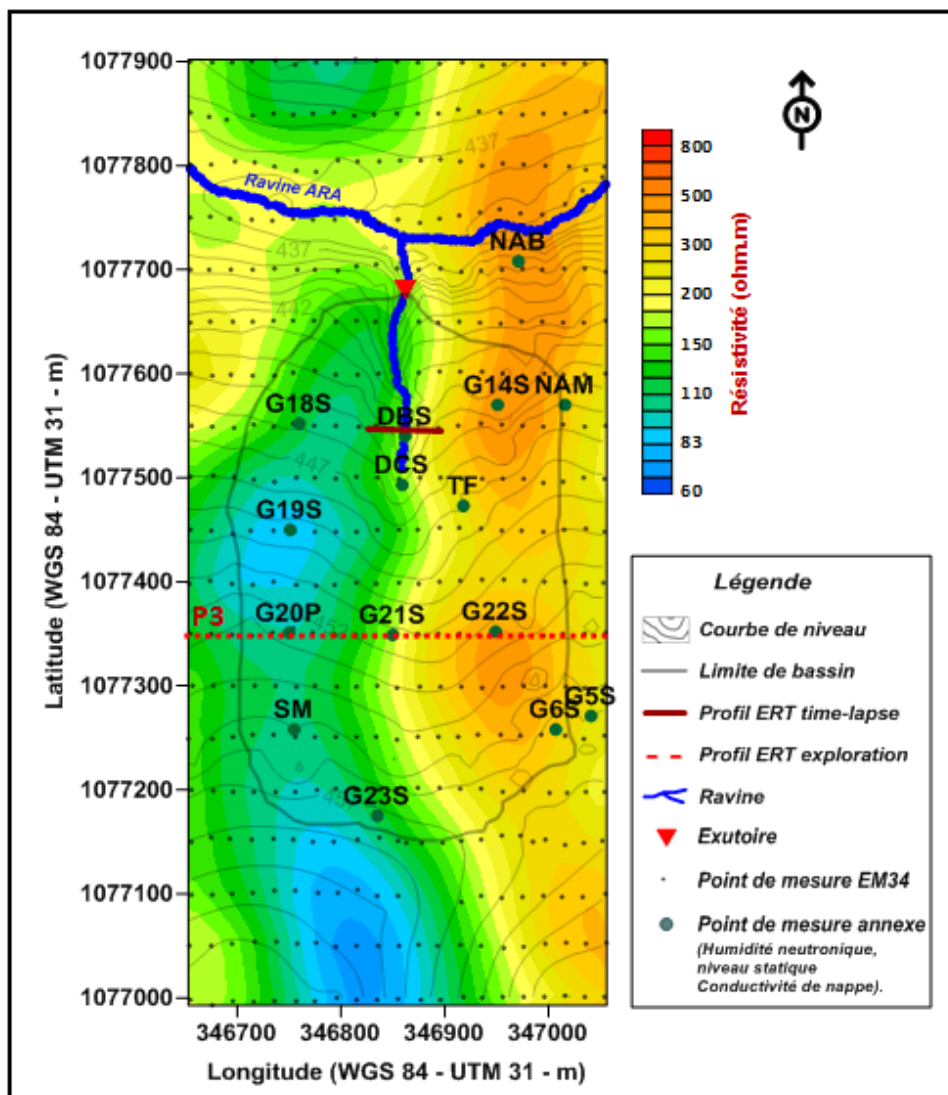 1077900
1077800
1077700
1077600
1077500
1077400
1077300
1077200
1077100
1077000
Latitude (WGS 84 - UTM 31 - m)
346700 346800 346900 347000
Longitude (WGS 84 - UTM 31 - m)
437
Ravine ARA
NAB
437
442
G14S NAM
G18S
DBS
447
DCS
TF
G19S
P3
G20P
452
G21S
G22S
G5S
G6S
SM
G23S
457
N
800
500
300
200
150
110
83
60
Résistivité (ohm.m)
Légende
Courbe de niveau
Limite de bassin
Profil ERT time-lapse
Profil ERT exploration
Ravine
Exutoire
Point de mesure EM34
Point de mesure annexe
(Humidité neutronique,
niveau statique
Conductivité de nappe).